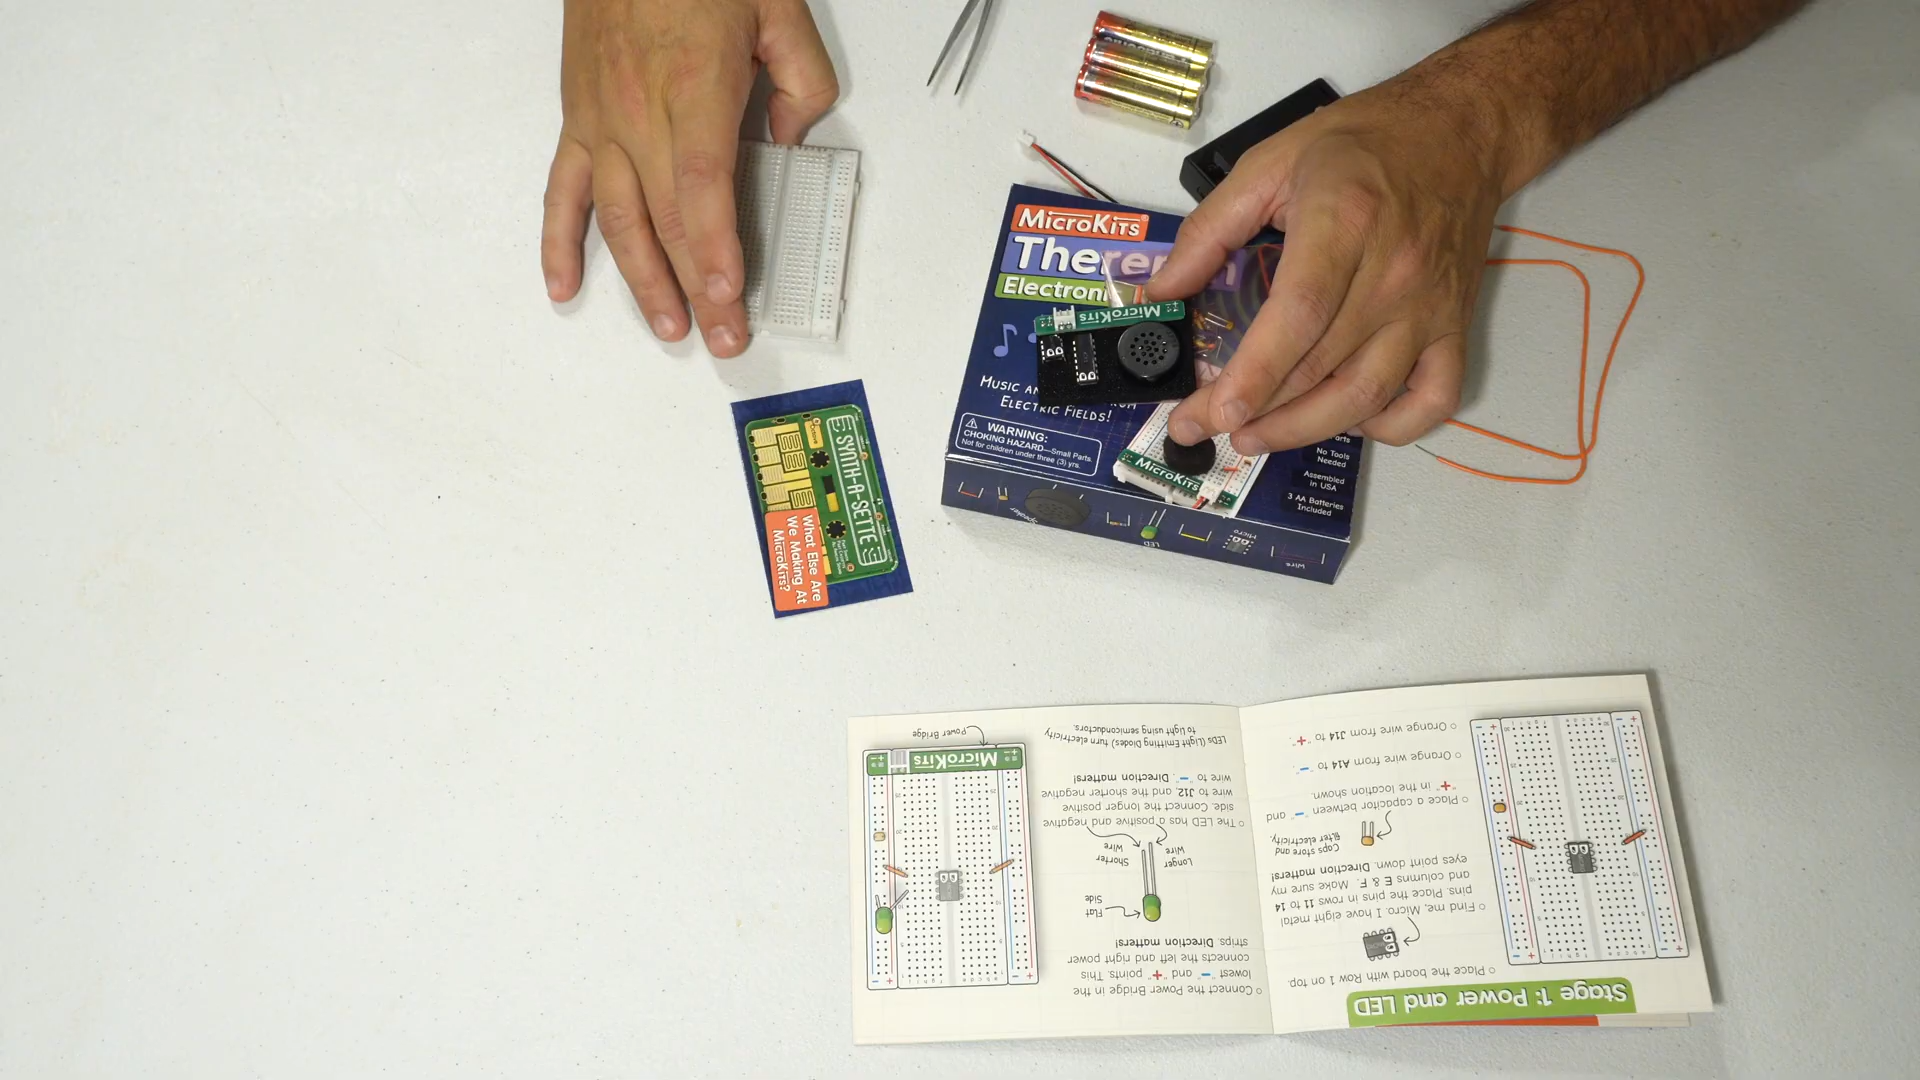 MicroKits
Electroni
MicroKits
Music an
Electric Fields!
WARNING:
CHOKING HAZARD—Small Parts.
Not for children under three (3) yrs.
MicroKits
No Tools
Needed
Assembled
in USA
3 AA Batteries
Included
Speaker
LED
Micro
Wire
SYNTH-A-SETTE
What Else Are
We Making At
MicroKits?
Stage 1: Power and LED
Place the board with Row 1 on top.
Find me, Micro. I have eight metal
pins. Place the pins in rows 11 to 14
and columns E & F. Make sure my
eyes point down. Direction matters!
Caps store and
filter electricity.
Place a capacitor between "−" and
"+" in the location shown.
Orange wire from A14 to "−".
Orange wire from J14 to "+".
Connect the Power Bridge in the
lowest "−" and "+" points. This
connects the left and right power
strips. Direction matters!
Flat
Side
Longer
Wire
Shorter
Wire
The LED has a positive and negative
side. Connect the longer positive
wire to J12, and the shorter negative
wire to "−". Direction matters!
LEDs (Light Emitting Diodes) turn electricity
to light using semiconductors.
MicroKits
Power Bridge